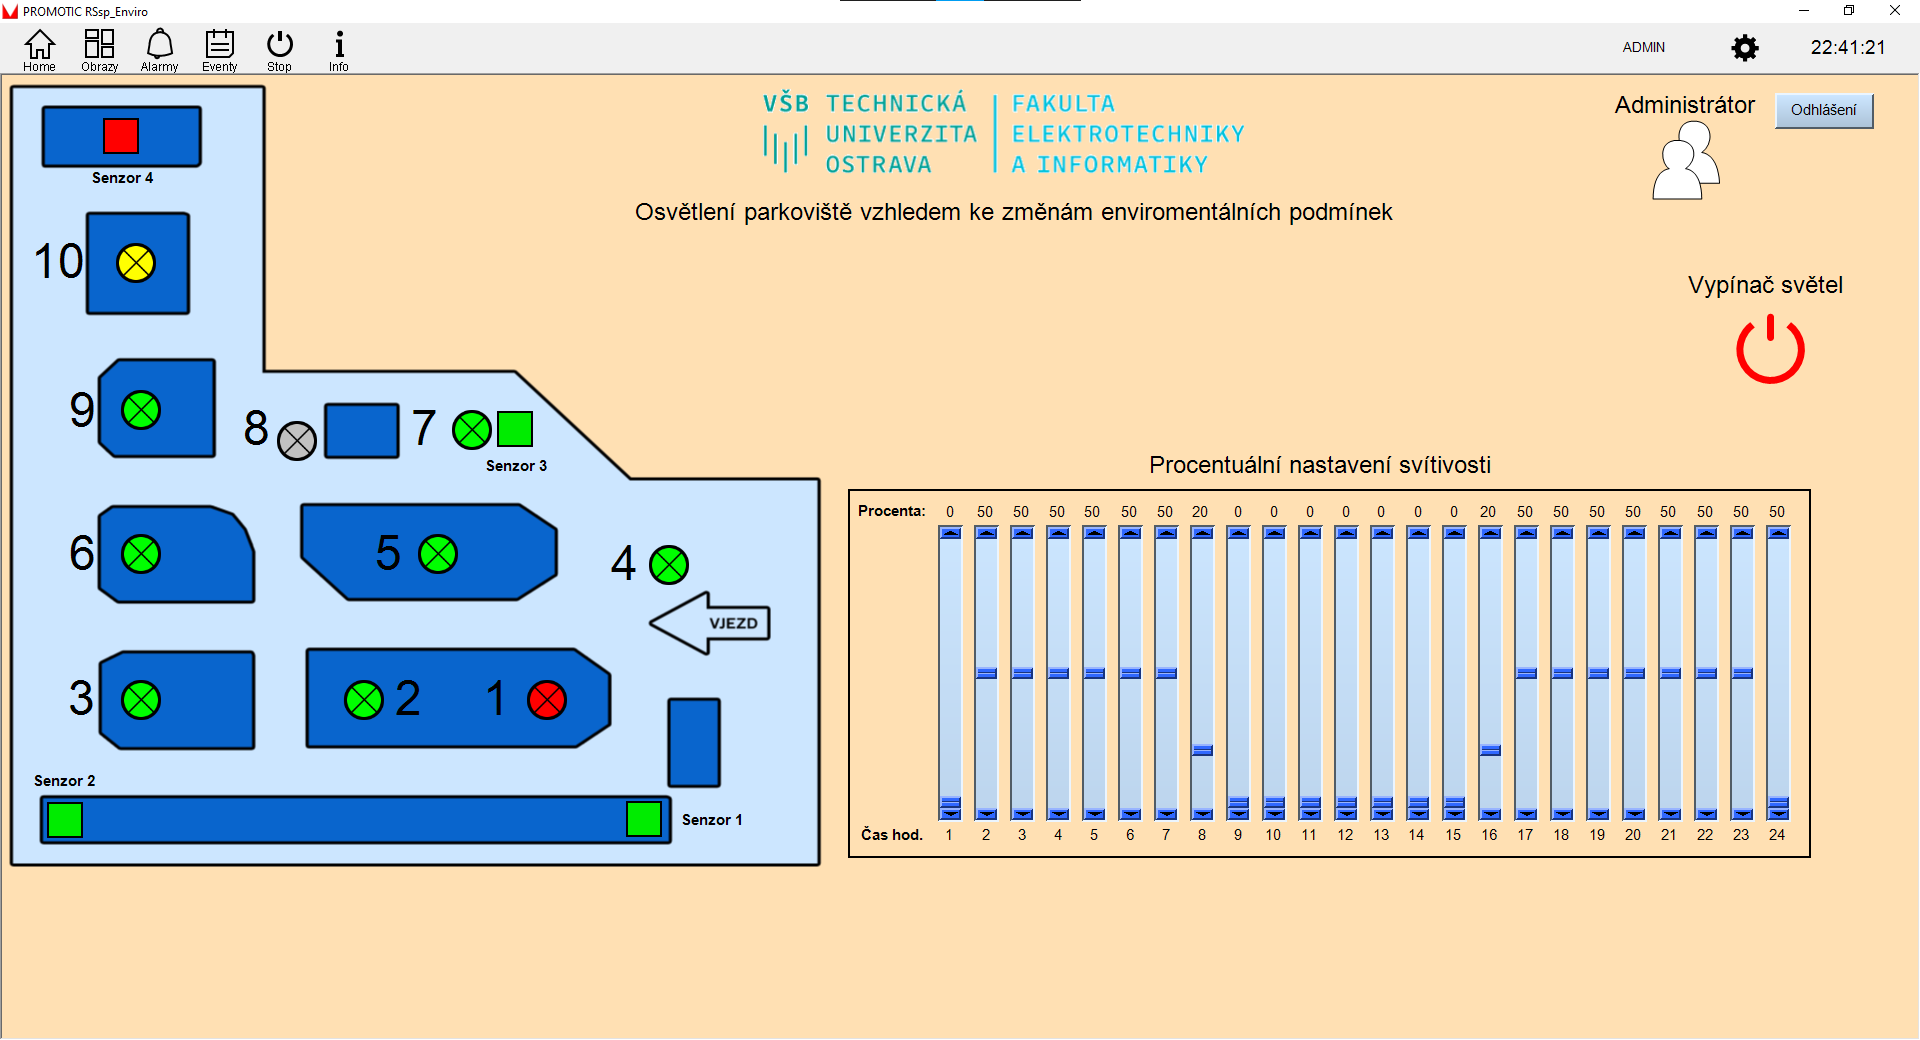 PROMOTIC RSsp_Enviro
Home Obrazy Alarmy Eventy Stop Info
ADMIN 22:41:21
VŠB TECHNICKÁ UNIVERZITA OSTRAVA
FAKULTA ELEKTROTECHNIKY A INFORMATIKY
Administrátor
Odhlášení
Osvětlení parkoviště vzhledem ke změnám enviromentálních podmínek
Vypínač světel
Senzor 4
10
9
8
7
Senzor 3
6
5
4
VJEZD
3
2
1
Senzor 2
Senzor 1
Procentuální nastavení svítivosti
Procenta: 0 50 50 50 50 50 50 20 0 0 0 0 0 0 0 20 50 50 50 50 50 50 50 50
Čas hod. 1 2 3 4 5 6 7 8 9 10 11 12 13 14 15 16 17 18 19 20 21 22 23 24